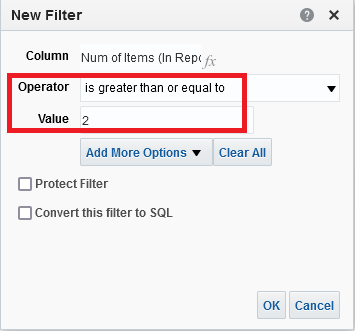 New Filter
Column Num of Items (In Repo fx
Operator is greater than or equal to
Value 2
Add More Options Clear All
Protect Filter
Convert this filter to SQL
OK Cancel